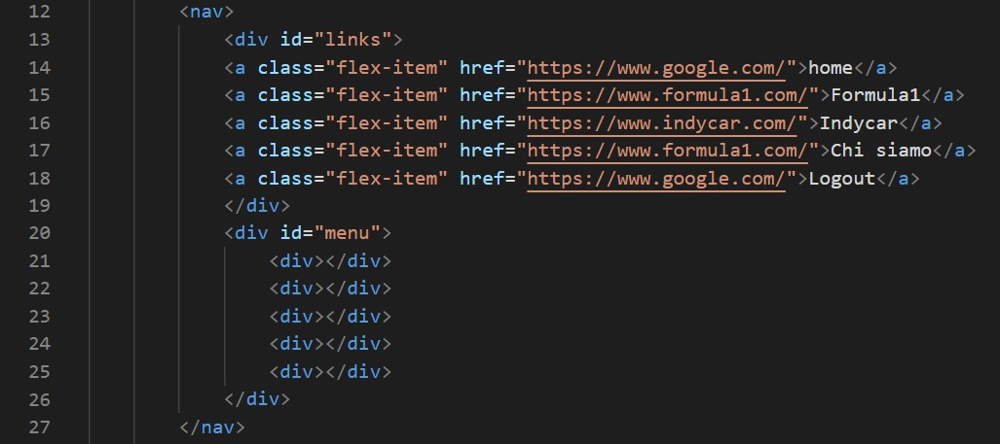 12 <nav>
13 <div id="links">
14 <a class="flex-item" href="https://www.google.com/">home</a>
15 <a class="flex-item" href="https://www.formula1.com/">Formula1</a>
16 <a class="flex-item" href="https://www.indycar.com/">Indycar</a>
17 <a class="flex-item" href="https://www.formula1.com/">Chi siamo</a>
18 <a class="flex-item" href="https://www.google.com/">Logout</a>
19 </div>
20 <div id="menu">
21 <div></div>
22 <div></div>
23 <div></div>
24 <div></div>
25 <div></div>
26 </div>
27 </nav>